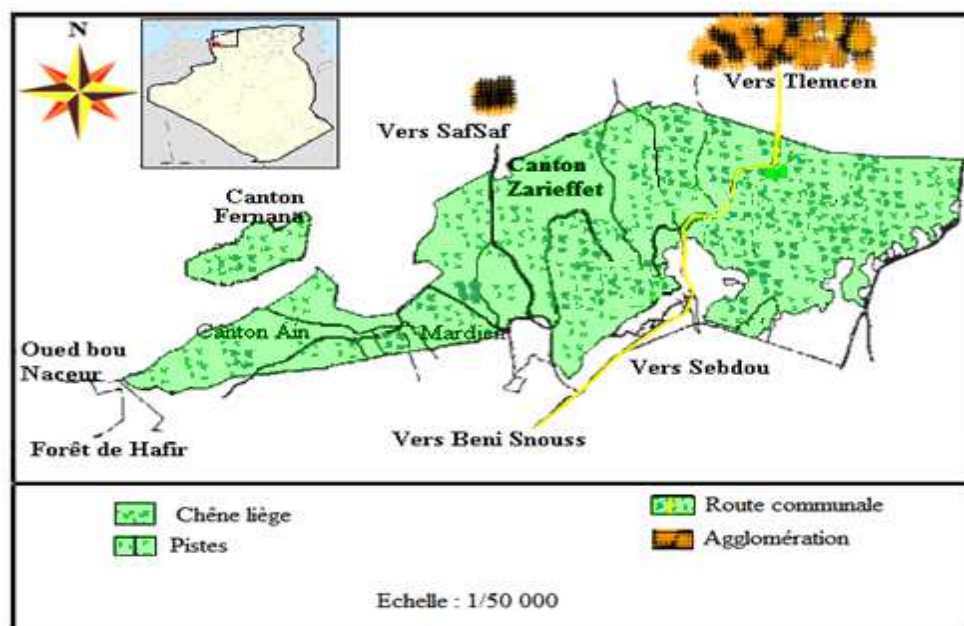 N
Vers Tlemcen
Vers SafSaf
Canton
Zarieffet
Canton
Fernana
Canton Ain Mardjen
Oued bou
Naceur
Vers Sebdou
Vers Beni Snouss
Forêt de Hafir
Chêne liège
Route communale
Pistes
Agglomération
Echelle : 1/50 000